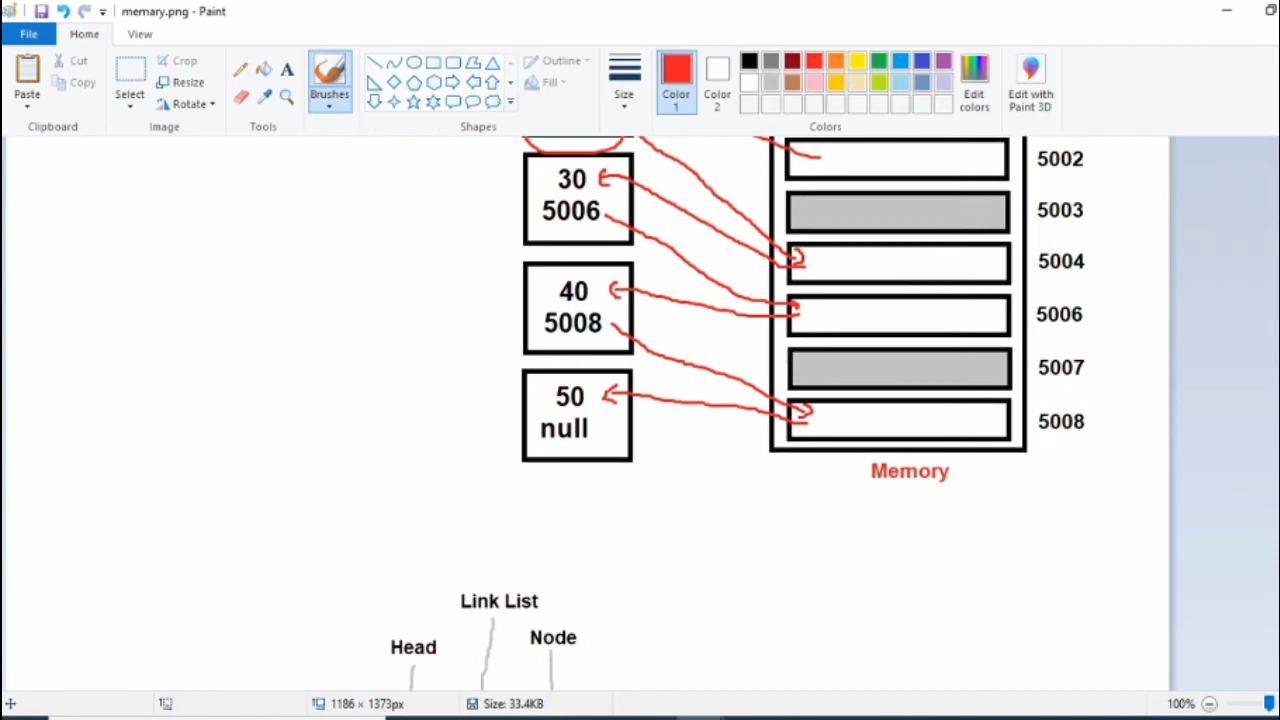 memary.png - Paint
File
Home
View
Paste
Cut
Copy
Clipboard
Select
Crop
Resize
Rotate
Image
A
Tools
Brushes
Outline
Fill
Shapes
Size
Color 1
Color 2
Edit colors
Edit with Paint 3D
Colors
5002
30
5006
5003
5004
40
5008
5006
5007
50
null
5008
Memory
Link List
Head
Node
1186 × 1373px
Size: 33.4KB
100%